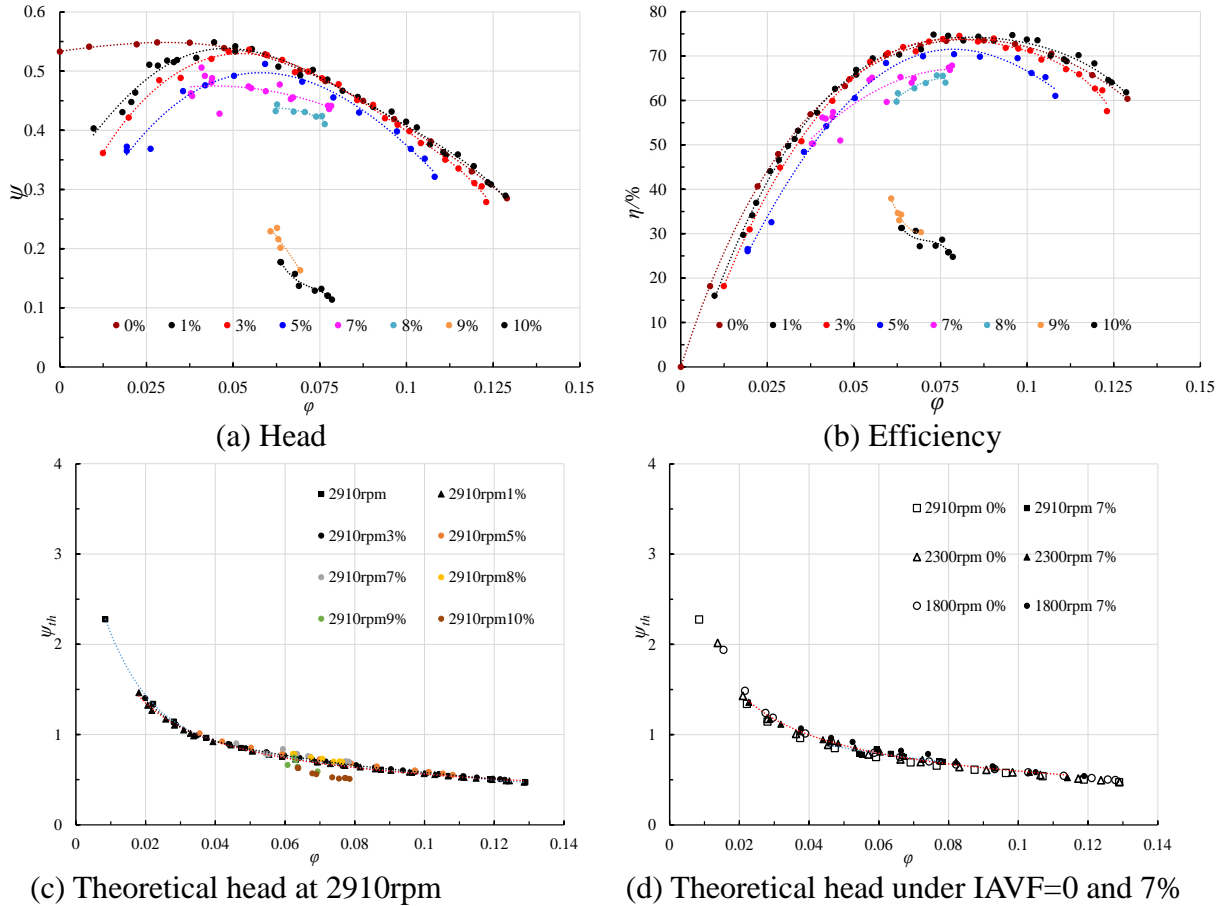 0.6
0.5
0.4
0.3
0.2
0.1
0
ψ
0% 1% 3% 5% 7% 8% 9% 10%
0 0.025 0.05 0.075 0.1 0.125 0.15
φ
(a) Head
80
70
60
50
40
30
20
10
0
η/%
0% 1% 3% 5% 7% 8% 9% 10%
0 0.025 0.05 0.075 0.1 0.125 0.15
φ
(b) Efficiency
4
3
2
1
0
ψth
2910rpm 2910rpm1%
2910rpm3% 2910rpm5%
2910rpm7% 2910rpm8%
2910rpm9% 2910rpm10%
0 0.02 0.04 0.06 0.08 0.1 0.12 0.14
φ
(c) Theoretical head at 2910rpm
4
3
2
1
0
ψth
2910rpm 0% 2910rpm 7%
2300rpm 0% 2300rpm 7%
1800rpm 0% 1800rpm 7%
0 0.02 0.04 0.06 0.08 0.1 0.12 0.14
φ
(d) Theoretical head under IAVF=0 and 7%